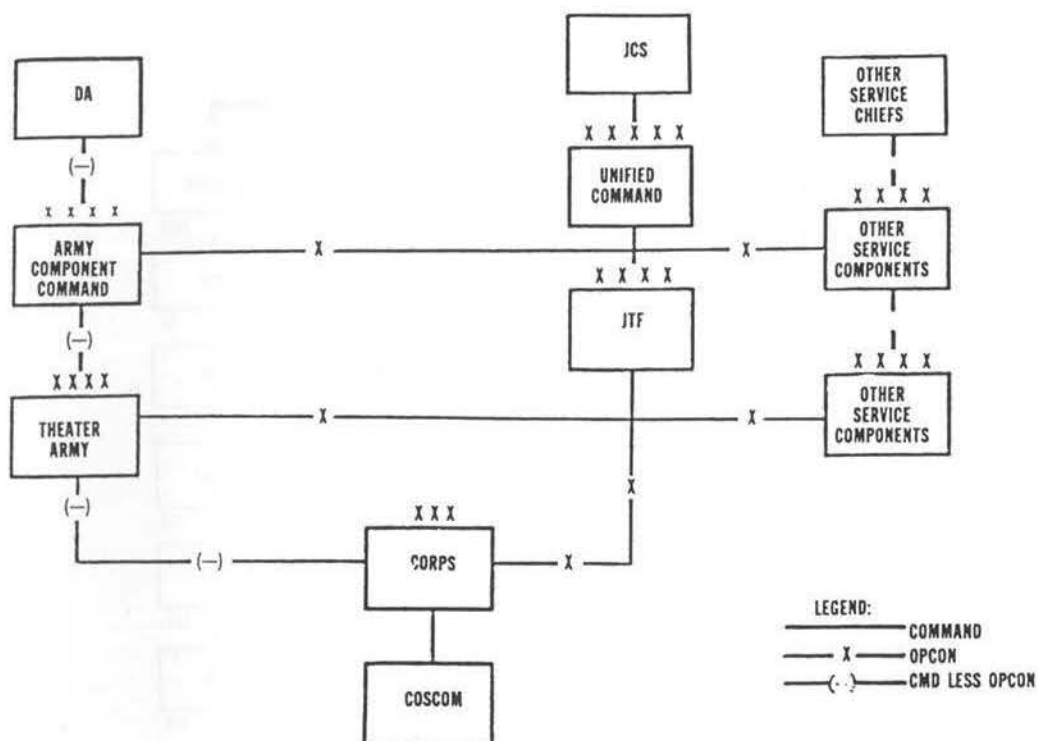 DA
JCS
OTHER
SERVICE
CHIEFS
(—)
X X X X X
UNIFIED
COMMAND
X X X X
ARMY
COMPONENT
COMMAND
X
X
X X X X
OTHER
SERVICE
COMPONENTS
X X X X
JTF
(—)
X X X X
THEATER
ARMY
X
X
X X X X
OTHER
SERVICE
COMPONENTS
(—)
X
X X X
(—)
CORPS
X
COSCOM
LEGEND:
COMMAND
X OPCON
(--) CMD LESS OPCON